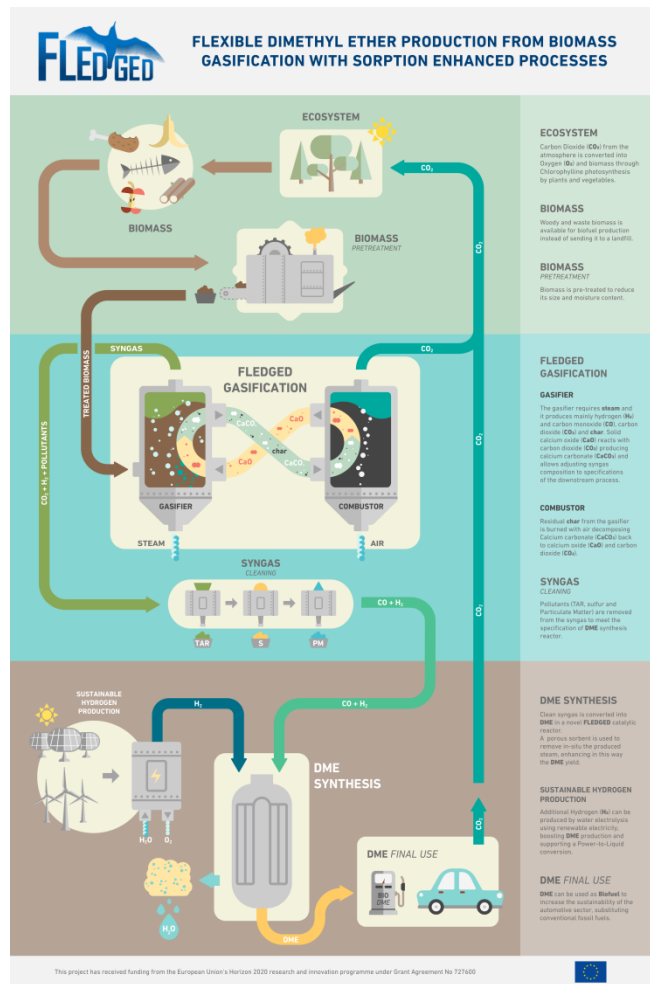 FLEDGED
FLEXIBLE DIMETHYL ETHER PRODUCTION FROM BIOMASS
GASIFICATION WITH SORPTION ENHANCED PROCESSES
ECOSYSTEM
CO₂
BIOMASS
BIOMASS
PRETREATMENT
CO₂
ECOSYSTEM
Carbon Dioxide (CO₂) from the
atmosphere is converted into
Oxygen (O₂) and biomass through
Chlorophylline photosynthesis
by plants and vegetables.
BIOMASS
Woody and waste biomass is
available for biofuel production
instead of sending it to a landfill.
BIOMASS
PRETREATMENT
Biomass is pre-treated to reduce
its size and moisture content.
SYNGAS
CO₂
TREATED BIOMASS
CO₂ + H₂ + POLLUTANTS
FLEDGED
GASIFICATION
CaCO₃
CaO
char
CaO
CaCO₃
GASIFIER
COMBUSTOR
STEAM
AIR
CO₂
SYNGAS
CLEANING
TAR
S
PM
CO + H₂
CO₂
FLEDGED
GASIFICATION
GASIFIER
The gasifier requires steam and
it produces mainly hydrogen (H₂)
and carbon monoxide (CO), carbon
dioxide (CO₂) and char. Solid
calcium oxide (CaO) reacts with
carbon dioxide (CO₂) producing
calcium carbonate (CaCO₃) and
allows adjusting syngas
composition to specifications
of the downstream process.
COMBUSTOR
Residual char from the gasifier
is burned with air decomposing
Calcium carbonate (CaCO₃) back
to calcium oxide (CaO) and carbon
dioxide (CO₂).
SYNGAS
CLEANING
Pollutants (TAR, sulfur and
Particulate Matter) are removed
from the syngas to meet the
specification of DME synthesis
reactor.
SUSTAINABLE
HYDROGEN
PRODUCTION
H₂
CO + H₂
H₂O
O₂
DME
SYNTHESIS
H₂O
DME
DME FINAL USE
BIO
DME
CO₂
DME SYNTHESIS
Clean syngas is converted into
DME in a novel FLEDGED catalytic
reactor.
A porous sorbent is used to
remove in-situ the produced
steam, enhancing in this way
the DME yield.
SUSTAINABLE HYDROGEN
PRODUCTION
Additional Hydrogen (H₂) can be
produced by water electrolysis
using renewable electricity,
boosting DME production and
supporting a Power-to-Liquid
conversion.
DME FINAL USE
DME can be used as Biofuel to
increase the sustainability of the
automotive sector, substituting
conventional fossil fuels.
This project has received funding from the European Union's Horizon 2020 research and innovation programme under Grant Agreement No 727600